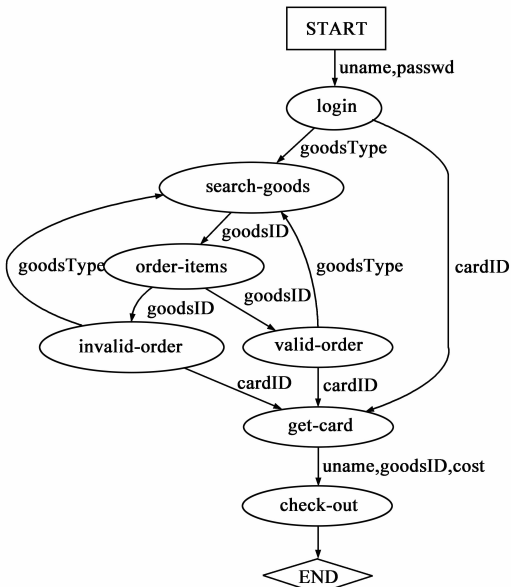 START
uname,passwd
login
goodsType
search-goods
goodsID
order-items
goodsType
goodsType
cardID
goodsID
goodsID
invalid-order
valid-order
cardID
cardID
get-card
uname,goodsID,cost
check-out
END